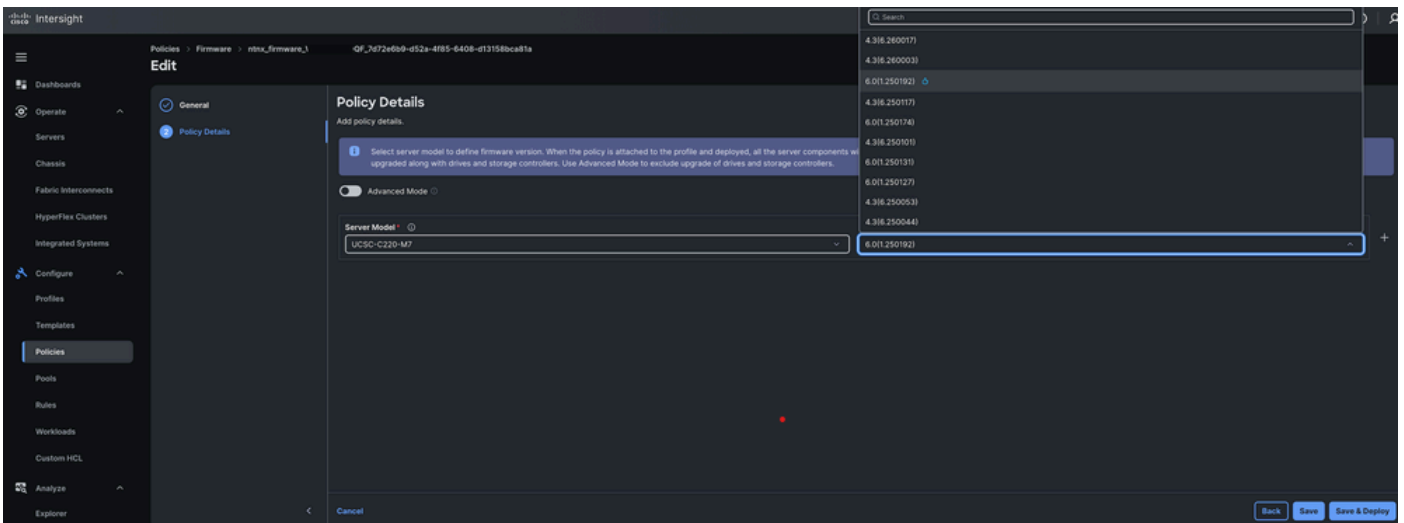 cisco Intersight
Search
Policies > Firmware > ntnx_firmware_\ QF_7d72e6b9-d52a-4f85-6408-d13158bca81a
Edit
Dashboards
Operate
Servers
Chassis
Fabric Interconnects
HyperFlex Clusters
Integrated Systems
Configure
Profiles
Templates
Policies
Pools
Rules
Workloads
Custom HCL
Analyze
Explorer
General
2 Policy Details
Policy Details
Add policy details.
Select server model to define firmware version. When the policy is attached to the profile and deployed, all the server components wi
upgraded along with drives and storage controllers. Use Advanced Mode to exclude upgrade of drives and storage controllers.
Advanced Mode
Server Model *
UCSC-C220-M7
4.3(6.260017)
4.3(6.260003)
6.0(1.250192)
4.3(6.250117)
6.0(1.250174)
4.3(6.250101)
6.0(1.250131)
6.0(1.250127)
4.3(6.250053)
4.3(6.250044)
6.0(1.250192)
Cancel
Back
Save
Save & Deploy